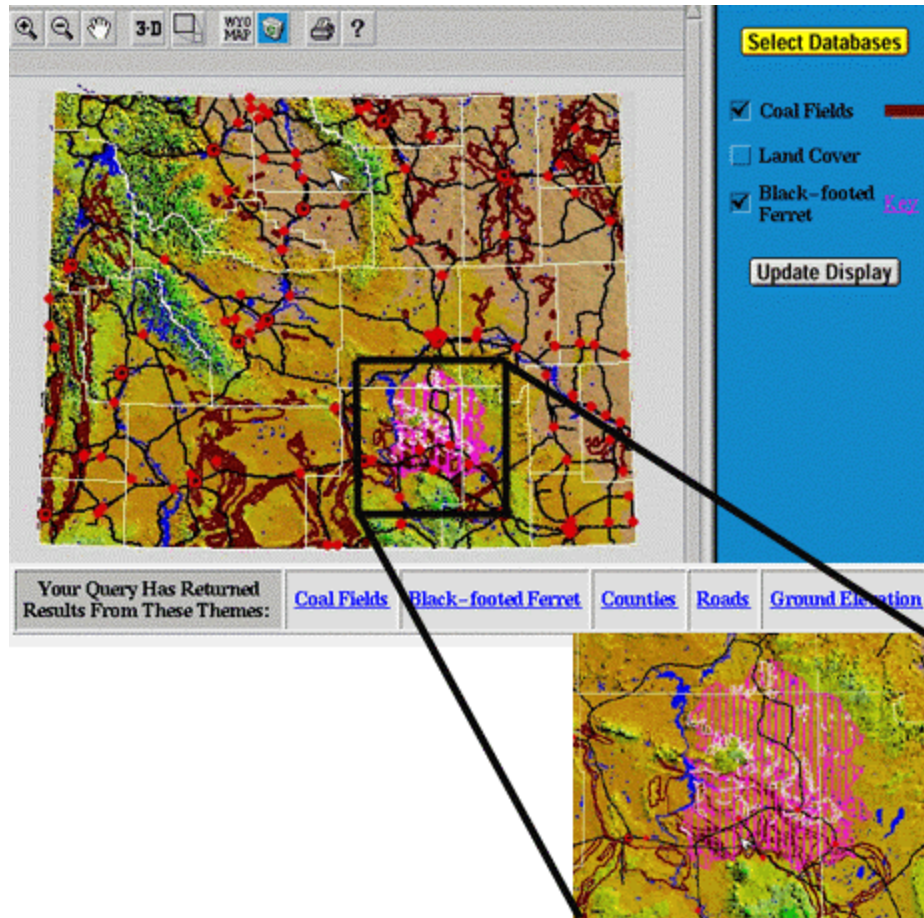 3-D
WYO
MAP
?
Select Databases
Coal Fields
Land Cover
Black-footed
Ferret
Key
Update Display
Your Query Has Returned
Results From These Themes:
Coal Fields
Black-footed Ferret
Counties
Roads
Ground Elevation